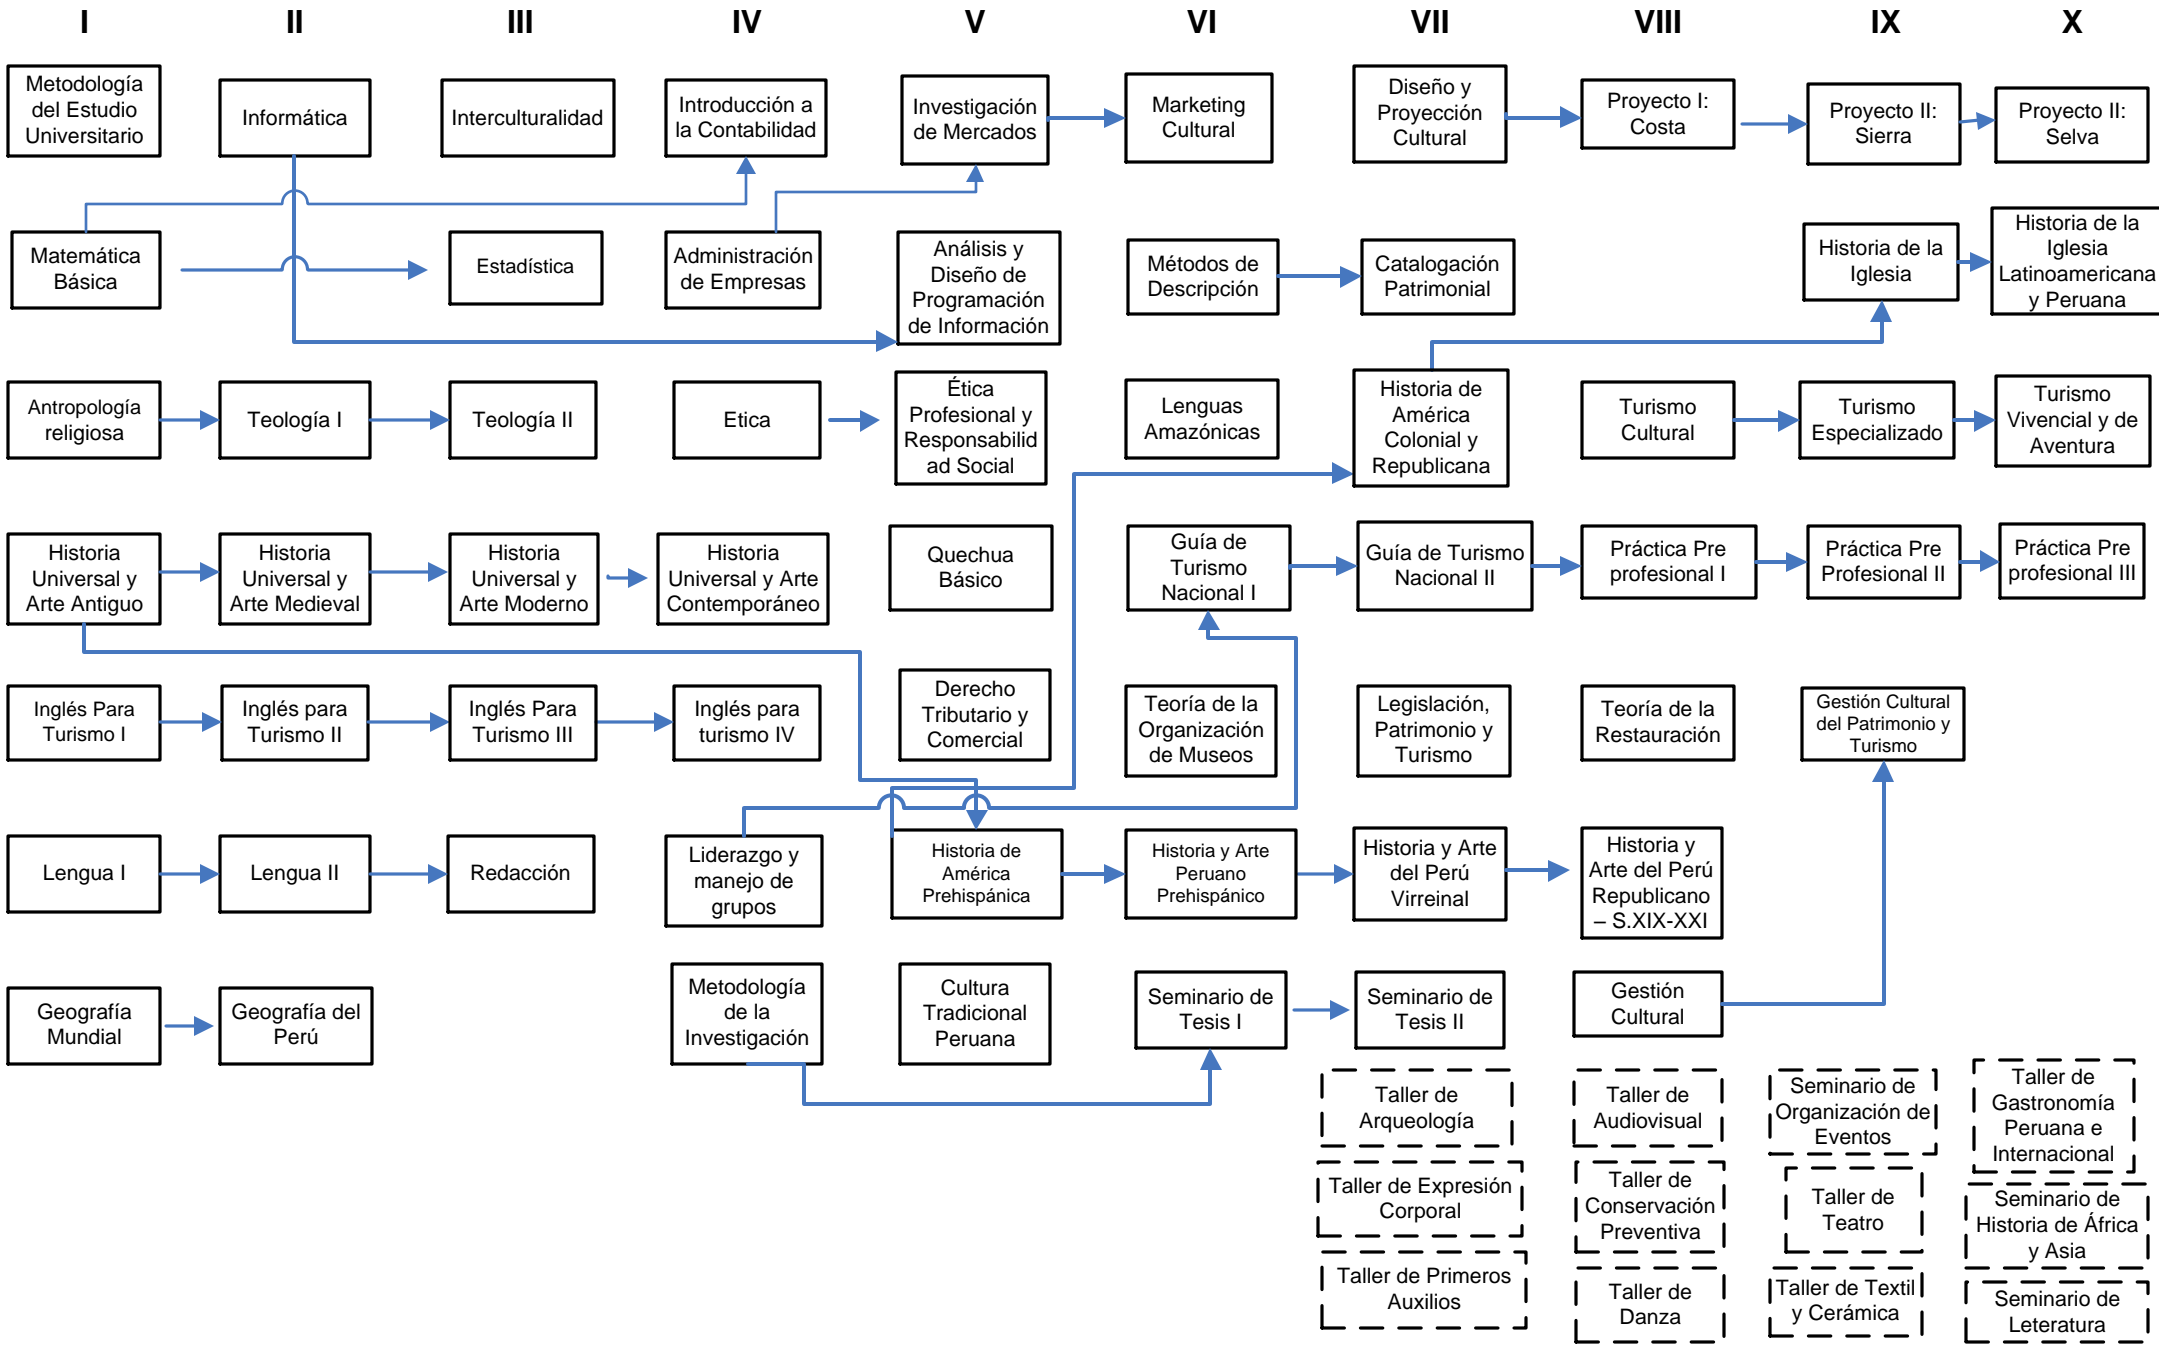 I II III IV V VI VII VIII IX X
Metodología
del Estudio
Universitario
Informática
Interculturalidad
Introducción a
la Contabilidad
Investigación
de Mercados
Marketing
Cultural
Diseño y
Proyección
Cultural
Proyecto I:
Costa
Proyecto II:
Sierra
Proyecto II:
Selva
Matemática
Básica
Estadística
Administración
de Empresas
Análisis y
Diseño de
Programación
de Información
Métodos de
Descripción
Catalogación
Patrimonial
Historia de la
Iglesia
Historia de la
Iglesia
Latinoamericana
y Peruana
Antropología
religiosa
Teología I
Teología II
Etica
Ética
Profesional y
Responsabilid
ad Social
Lenguas
Amazónicas
Historia de
América
Colonial y
Republicana
Turismo
Cultural
Turismo
Especializado
Turismo
Vivencial y de
Aventura
Historia
Universal y
Arte Antiguo
Historia
Universal y
Arte Medieval
Historia
Universal y
Arte Moderno
Historia
Universal y Arte
Contemporáneo
Quechua
Básico
Guía de
Turismo
Nacional I
Guía de Turismo
Nacional II
Práctica Pre
profesional I
Práctica Pre
Profesional II
Práctica Pre
profesional III
Inglés Para
Turismo I
Inglés para
Turismo II
Inglés Para
Turismo III
Inglés para
turismo IV
Derecho
Tributario y
Comercial
Teoría de la
Organización
de Museos
Legislación,
Patrimonio y
Turismo
Teoría de la
Restauración
Gestión Cultural
del Patrimonio y
Turismo
Lengua I
Lengua II
Redacción
Liderazgo y
manejo de
grupos
Historia de
América
Prehispánica
Historia y Arte
Peruano
Prehispánico
Historia y Arte
del Perú
Virreinal
Historia y
Arte del Perú
Republicano
– S.XIX-XXI
Geografía
Mundial
Geografía del
Perú
Metodología
de la
Investigación
Cultura
Tradicional
Peruana
Seminario de
Tesis I
Seminario de
Tesis II
Gestión
Cultural
Taller de
Arqueología
Taller de
Audiovisual
Seminario de
Organización de
Eventos
Taller de
Gastronomía
Peruana e
Internacional
Taller de Expresión
Corporal
Taller de
Conservación
Preventiva
Taller de
Teatro
Seminario de
Historia de África
y Asia
Taller de Primeros
Auxilios
Taller de
Danza
Taller de Textil
y Cerámica
Seminario de
Leteratura